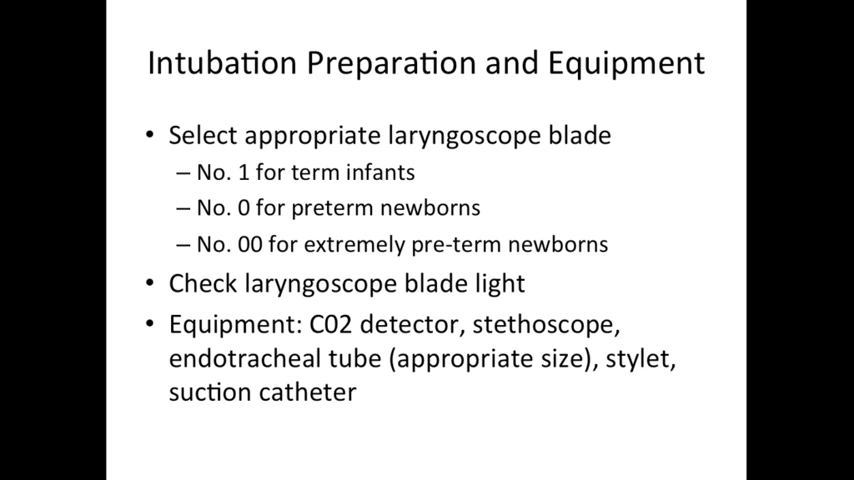 Intubation Preparation and Equipment
• Select appropriate laryngoscope blade
– No. 1 for term infants
– No. 0 for preterm newborns
– No. 00 for extremely pre-term newborns
• Check laryngoscope blade light
• Equipment: C02 detector, stethoscope,
endotracheal tube (appropriate size), stylet,
suction catheter